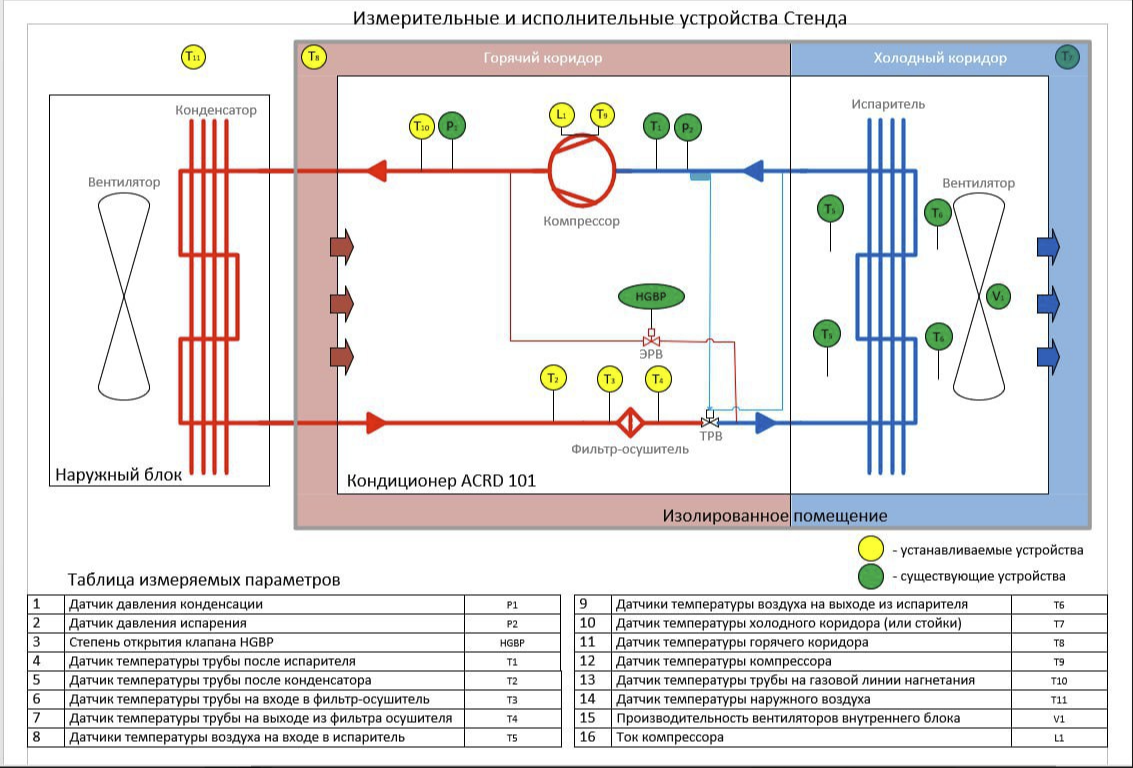 Измерительные и исполнительные устройства Стенда
T11
T8
Горячий коридор
Холодный коридор
T7
Конденсатор
Испаритель
T10
P1
L1
T9
T1
P2
Вентилятор
Вентилятор
Компрессор
T5
T6
HGBP
V1
ЭРВ
T5
T6
T2
T3
T4
ТРВ
Фильтр-осушитель
Наружный блок
Кондиционер ACRD 101
Изолированное помещение
- устанавливаемые устройства
- существующие устройства
Таблица измеряемых параметров
1 Датчик давления конденсации P1
2 Датчик давления испарения P2
3 Степень открытия клапана HGBP HGBP
4 Датчик температуры трубы после испарителя T1
5 Датчик температуры трубы после конденсатора T2
6 Датчик температуры трубы на входе в фильтр-осушитель T3
7 Датчик температуры трубы на выходе из фильтра осушителя T4
8 Датчики температуры воздуха на входе в испаритель T5
9 Датчики температуры воздуха на выходе из испарителя T6
10 Датчик температуры холодного коридора (или стойки) T7
11 Датчик температуры горячего коридора T8
12 Датчик температуры компрессора T9
13 Датчик температуры трубы на газовой линии нагнетания T10
14 Датчик температуры наружного воздуха T11
15 Производительность вентиляторов внутреннего блока V1
16 Ток компрессора L1